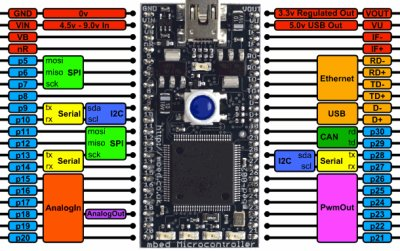 GND 0v 3.3v Regulated Out VOUT
VIN 4.5v - 9.0v In 5.0v USB Out VU
VB IF-
nR IF+
p5 mosi RD-
p6 miso SPI Ethernet RD+
p7 sck TD-
p8 TD+
p9 tx Serial sda I2C USB D-
p10 rx scl D+
p11 mosi CAN rd p30
p12 miso SPI td p29
p13 tx Serial sck I2C sda Serial tx p28
p14 rx scl rx p27
p15 p26
p16 p25
p17 AnalogIn PwmOut p24
p18 AnalogOut p23
p19 p22
p20 p21
mbed Microcontroller